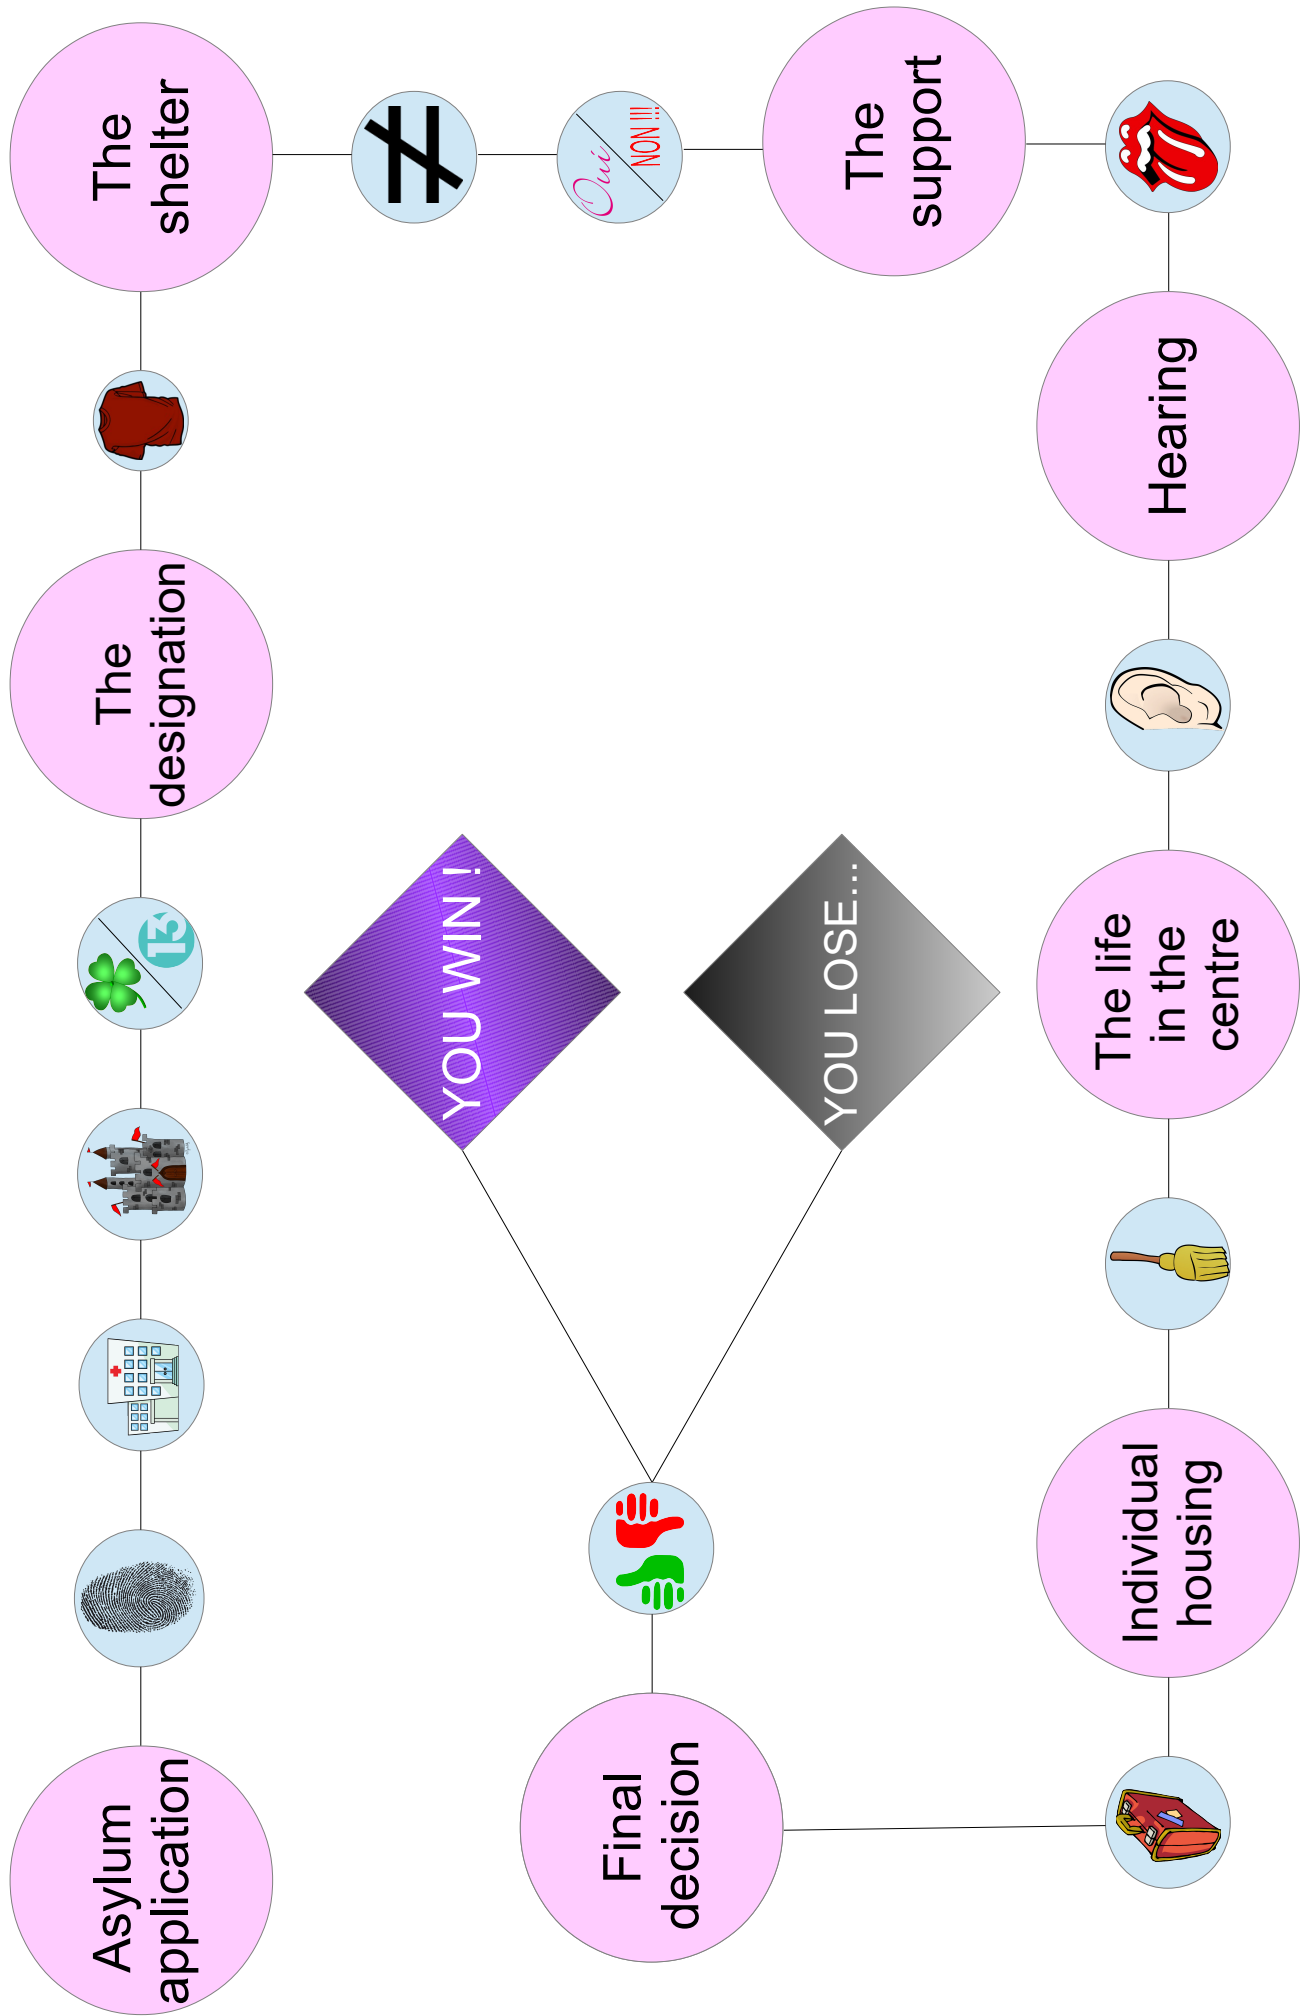 Asylum
application
13
The
designation
The
shelter
Oui
NON !!!
The
support
Hearing
The life
in the
centre
Individual
housing
Final
decision
YOU WIN !
YOU LOSE...